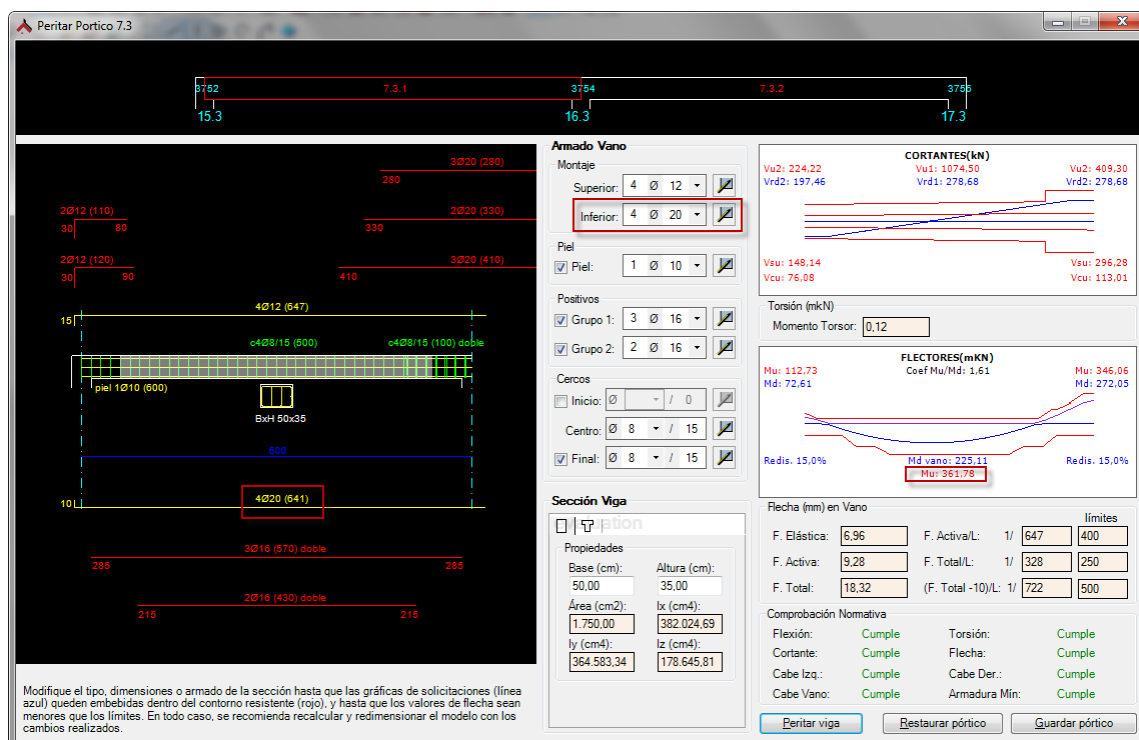 Peritar Portico 7.3
3752 7.3.1 3754 7.3.2 3756
15.3 16.3 17.3
3Ø20 (280)
280
2Ø12 (110) 2Ø20 (330)
30 80 330
2Ø12 (120) 3Ø20 (410)
30 90 410
4Ø12 (647)
15
c4Ø8/15 (500) c4Ø8/15 (100) doble
piel 1Ø10 (600)
BxH 50x35
600
4Ø20 (641)
10
3Ø16 (570) doble
285 285
2Ø16 (430) doble
215 215
Modifique el tipo, dimensiones o armado de la sección hasta que las gráficas de solicitaciones (línea
azul) queden embebidas dentro del contorno resistente (rojo), y hasta que los valores de flecha sean
menores que los límites. En todo caso, se recomienda recalcular y redimensionar el modelo con los
cambios realizados.
Armado Vano
Montaje
Superior: 4 Ø 12
Inferior: 4 Ø 20
Piel
Piel: 1 Ø 10
Positivos
Grupo 1: 3 Ø 16
Grupo 2: 2 Ø 16
Cercos
Inicio: Ø / 0
Centro: Ø 8 / 15
Final: Ø 8 / 15
Sección Viga
Propiedades
Base (cm): Altura (cm):
50,00 35,00
Área (cm2): Ix (cm4):
1.750,00 382.024,69
Iy (cm4): Iz (cm4):
364.583,34 178.645,81
CORTANTES(kN)
Vu2: 224,22 Vu1: 1074,50 Vu2: 409,30
Vrd2: 197,46 Vrd1: 278,68 Vrd2: 278,68
Vsu: 148,14 Vsu: 296,28
Vcu: 76,08 Vcu: 113,01
Torsión (mkN)
Momento Torsor: 0,12
FLECTORES(mKN)
Mu: 112,73 Coef Mu/Md: 1,61 Mu: 346,06
Md: 72,61 Md: 272,05
Redis. 15,0% Md vano: 225,11 Redis. 15,0%
Mu: 361.78
Flecha (mm) en Vano
límites
F. Elástica: 6,96 F. Activa/L: 1/ 647 400
F. Activa: 9,28 F. Total/L: 1/ 328 250
F. Total: 18,32 (F. Total -10)/L: 1/ 722 500
Comprobación Normativa
Flexión: Cumple Torsión: Cumple
Cortante: Cumple Flecha: Cumple
Cabe Izq.: Cumple Cabe Der.: Cumple
Cabe Vano: Cumple Armadura Mín: Cumple
Peritar viga Restaurar pórtico Guardar pórtico